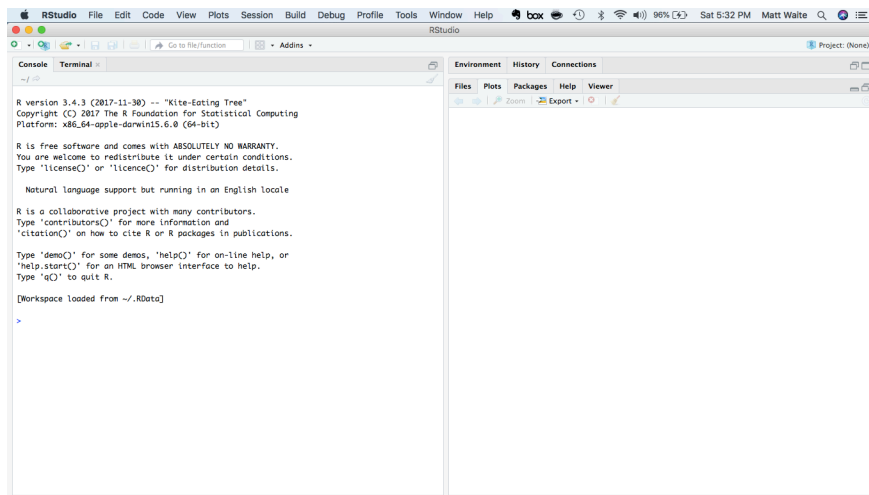 RStudio File Edit Code View Plots Session Build Debug Profile Tools Window Help box 96% Sat 5:32 PM Matt Waite
RStudio
Go to file/function Addins Project: (None)
Console Terminal
~/
Environment History Connections
Files Plots Packages Help Viewer
Zoom Export
R version 3.4.3 (2017-11-30) -- "Kite-Eating Tree"
Copyright (C) 2017 The R Foundation for Statistical Computing
Platform: x86_64-apple-darwin15.6.0 (64-bit)
R is free software and comes with ABSOLUTELY NO WARRANTY.
You are welcome to redistribute it under certain conditions.
Type 'license()' or 'licence()' for distribution details.
Natural language support but running in an English locale
R is a collaborative project with many contributors.
Type 'contributors()' for more information and
'citation()' on how to cite R or R packages in publications.
Type 'demo()' for some demos, 'help()' for on-line help, or
'help.start()' for an HTML browser interface to help.
Type 'q()' to quit R.
[Workspace loaded from ~/.RData]
>